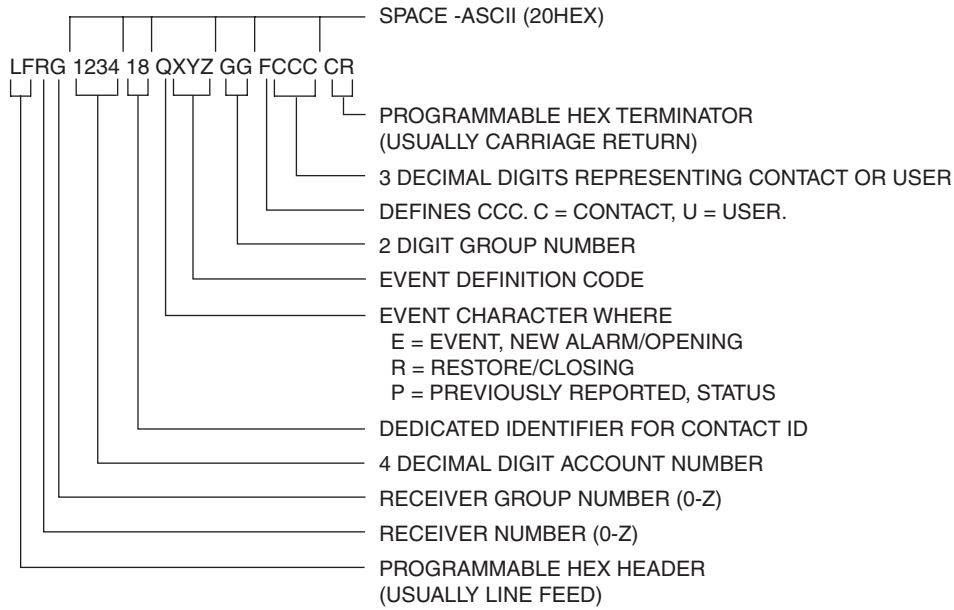 SPACE -ASCII (20HEX)
LFRG 1234 18 QXYZ GG FCCC CR
PROGRAMMABLE HEX TERMINATOR
(USUALLY CARRIAGE RETURN)
3 DECIMAL DIGITS REPRESENTING CONTACT OR USER
DEFINES CCC. C = CONTACT, U = USER.
2 DIGIT GROUP NUMBER
EVENT DEFINITION CODE
EVENT CHARACTER WHERE
E = EVENT, NEW ALARM/OPENING
R = RESTORE/CLOSING
P = PREVIOUSLY REPORTED, STATUS
DEDICATED IDENTIFIER FOR CONTACT ID
4 DECIMAL DIGIT ACCOUNT NUMBER
RECEIVER GROUP NUMBER (0-Z)
RECEIVER NUMBER (0-Z)
PROGRAMMABLE HEX HEADER
(USUALLY LINE FEED)